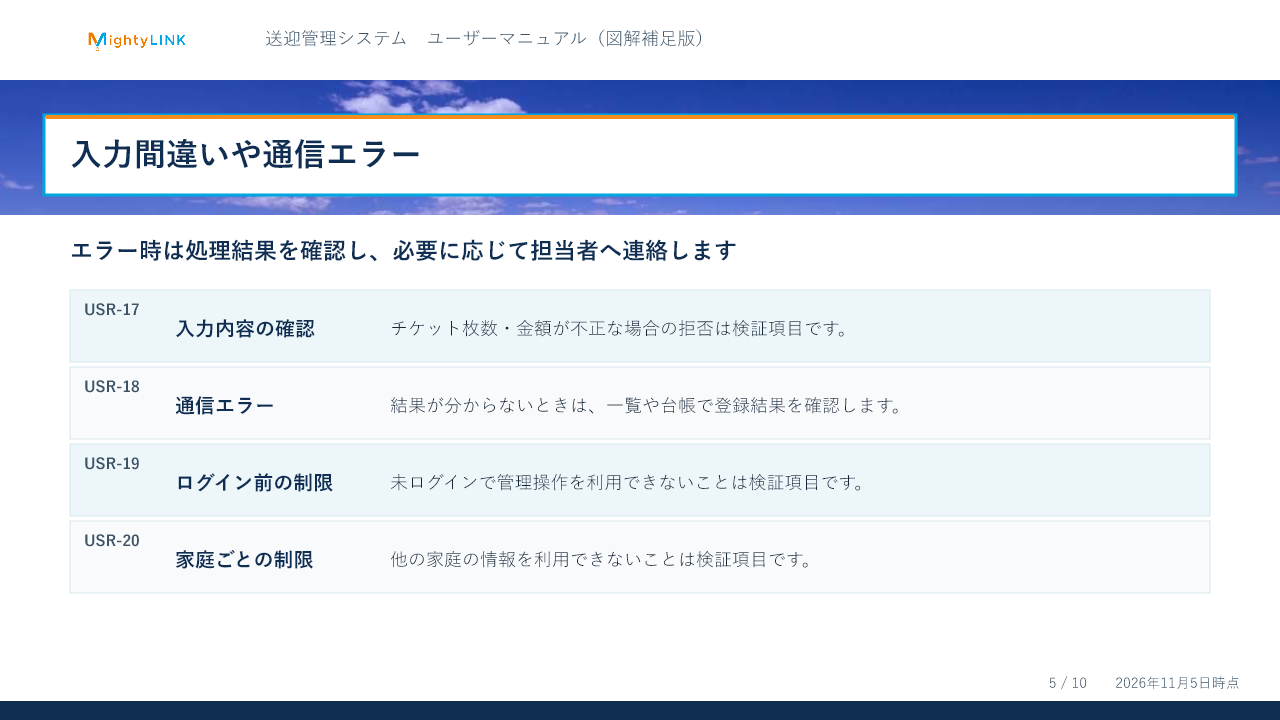 MightyLINK
送迎管理システム　ユーザーマニュアル（図解補足版）
入力間違いや通信エラー
エラー時は処理結果を確認し、必要に応じて担当者へ連絡します
USR-17
入力内容の確認
チケット枚数・金額が不正な場合の拒否は検証項目です。
USR-18
通信エラー
結果が分からないときは、一覧や台帳で登録結果を確認します。
USR-19
ログイン前の制限
未ログインで管理操作を利用できないことは検証項目です。
USR-20
家庭ごとの制限
他の家庭の情報を利用できないことは検証項目です。
5 / 10　2026年11月5日時点